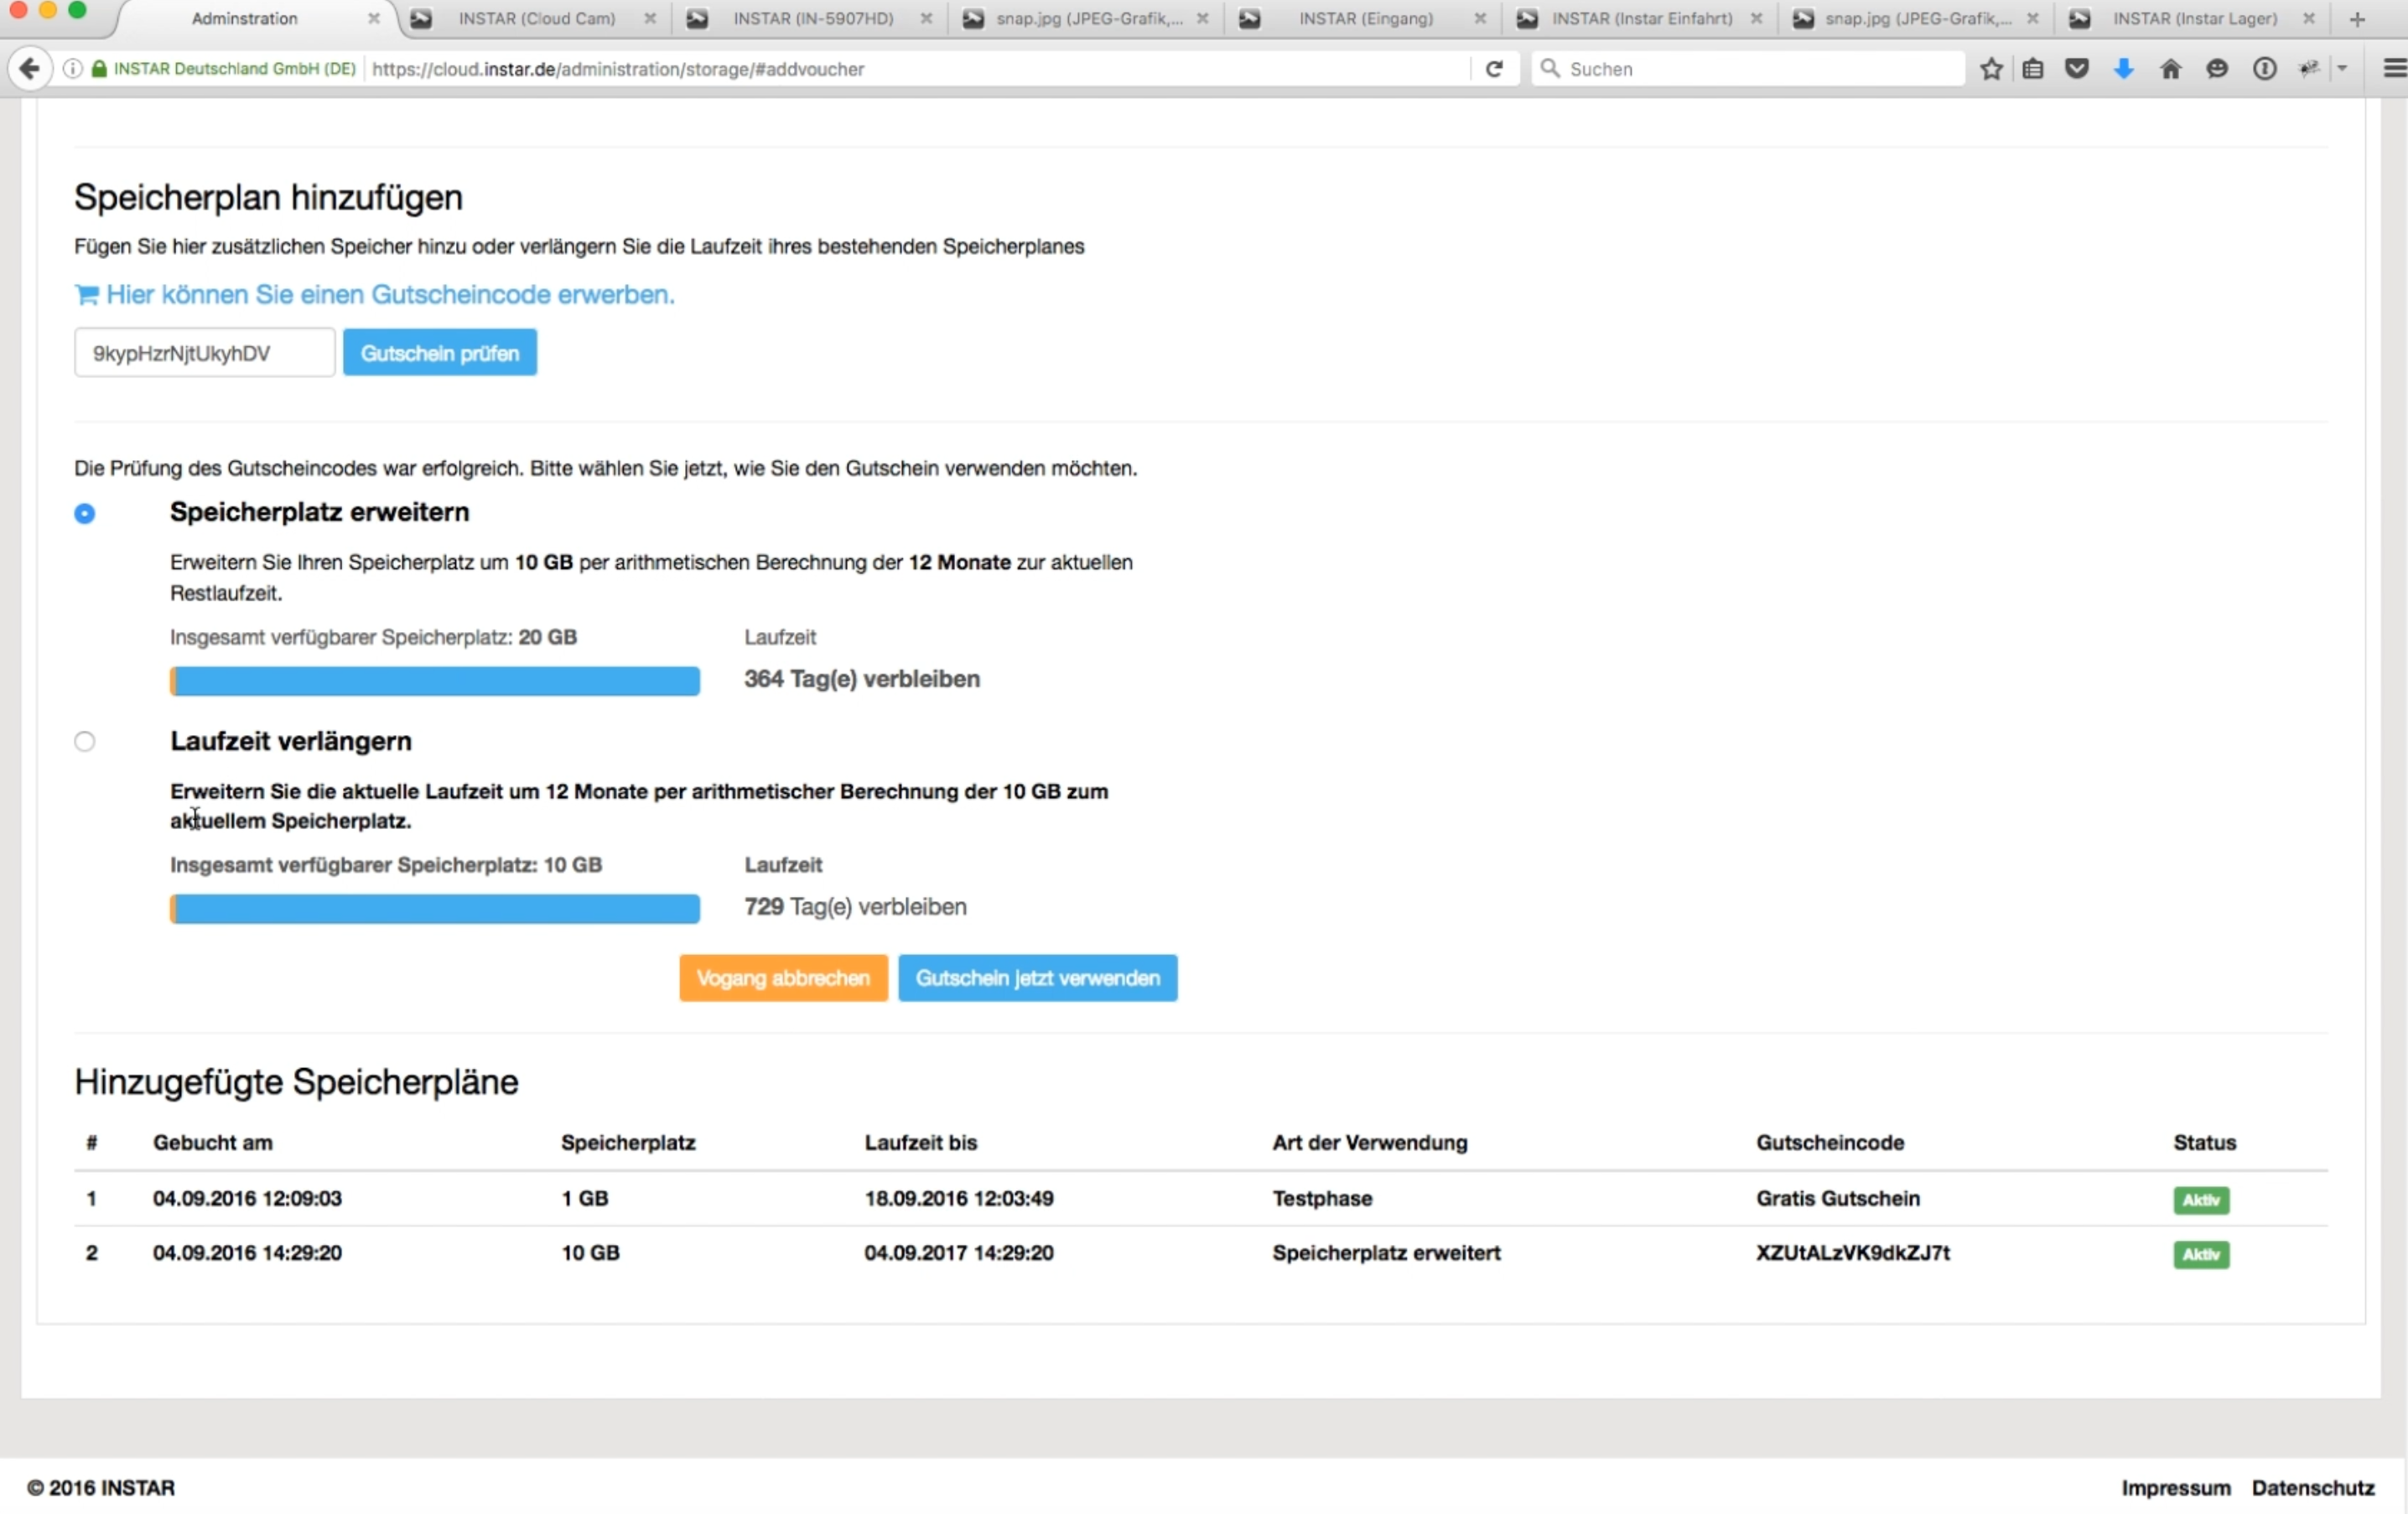 Adminstration
INSTAR (Cloud Cam)
INSTAR (IN-5907HD)
snap.jpg (JPEG-Grafik,...
INSTAR (Eingang)
INSTAR (Instar Einfahrt)
snap.jpg (JPEG-Grafik,...
INSTAR (Instar Lager)
INSTAR Deutschland GmbH (DE) https://cloud.instar.de/administration/storage/#addvoucher
Suchen
Speicherplan hinzufügen
Fügen Sie hier zusätzlichen Speicher hinzu oder verlängern Sie die Laufzeit ihres bestehenden Speicherplanes
Hier können Sie einen Gutscheincode erwerben.
9kypHzrNjtUkyhDV Gutschein prüfen
Die Prüfung des Gutscheincodes war erfolgreich. Bitte wählen Sie jetzt, wie Sie den Gutschein verwenden möchten.
Speicherplatz erweitern
Erweitern Sie Ihren Speicherplatz um 10 GB per arithmetischen Berechnung der 12 Monate zur aktuellen
Restlaufzeit.
Insgesamt verfügbarer Speicherplatz: 20 GB Laufzeit
364 Tag(e) verbleiben
Laufzeit verlängern
Erweitern Sie die aktuelle Laufzeit um 12 Monate per arithmetischer Berechnung der 10 GB zum
aktuellem Speicherplatz.
Insgesamt verfügbarer Speicherplatz: 10 GB Laufzeit
729 Tag(e) verbleiben
Vogang abbrechen Gutschein jetzt verwenden
Hinzugefügte Speicherpläne
# Gebucht am Speicherplatz Laufzeit bis Art der Verwendung Gutscheincode Status
1 04.09.2016 12:09:03 1 GB 18.09.2016 12:03:49 Testphase Gratis Gutschein Aktiv
2 04.09.2016 14:29:20 10 GB 04.09.2017 14:29:20 Speicherplatz erweitert XZUtALzVK9dkZJ7t Aktiv
© 2016 INSTAR Impressum Datenschutz